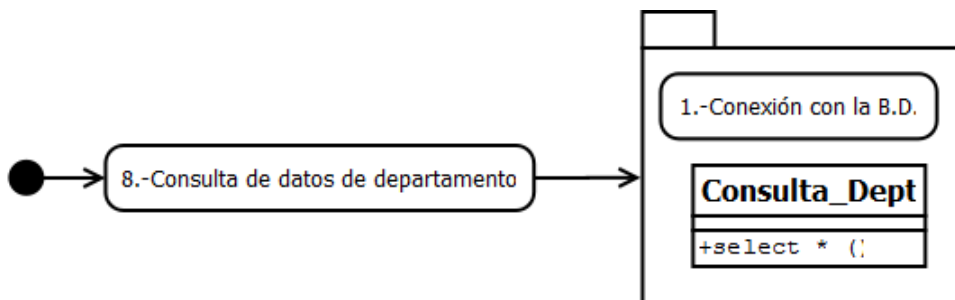 1.-Conexión con la B.D.
8.-Consulta de datos de departamento
Consulta_Dept
+select * ()